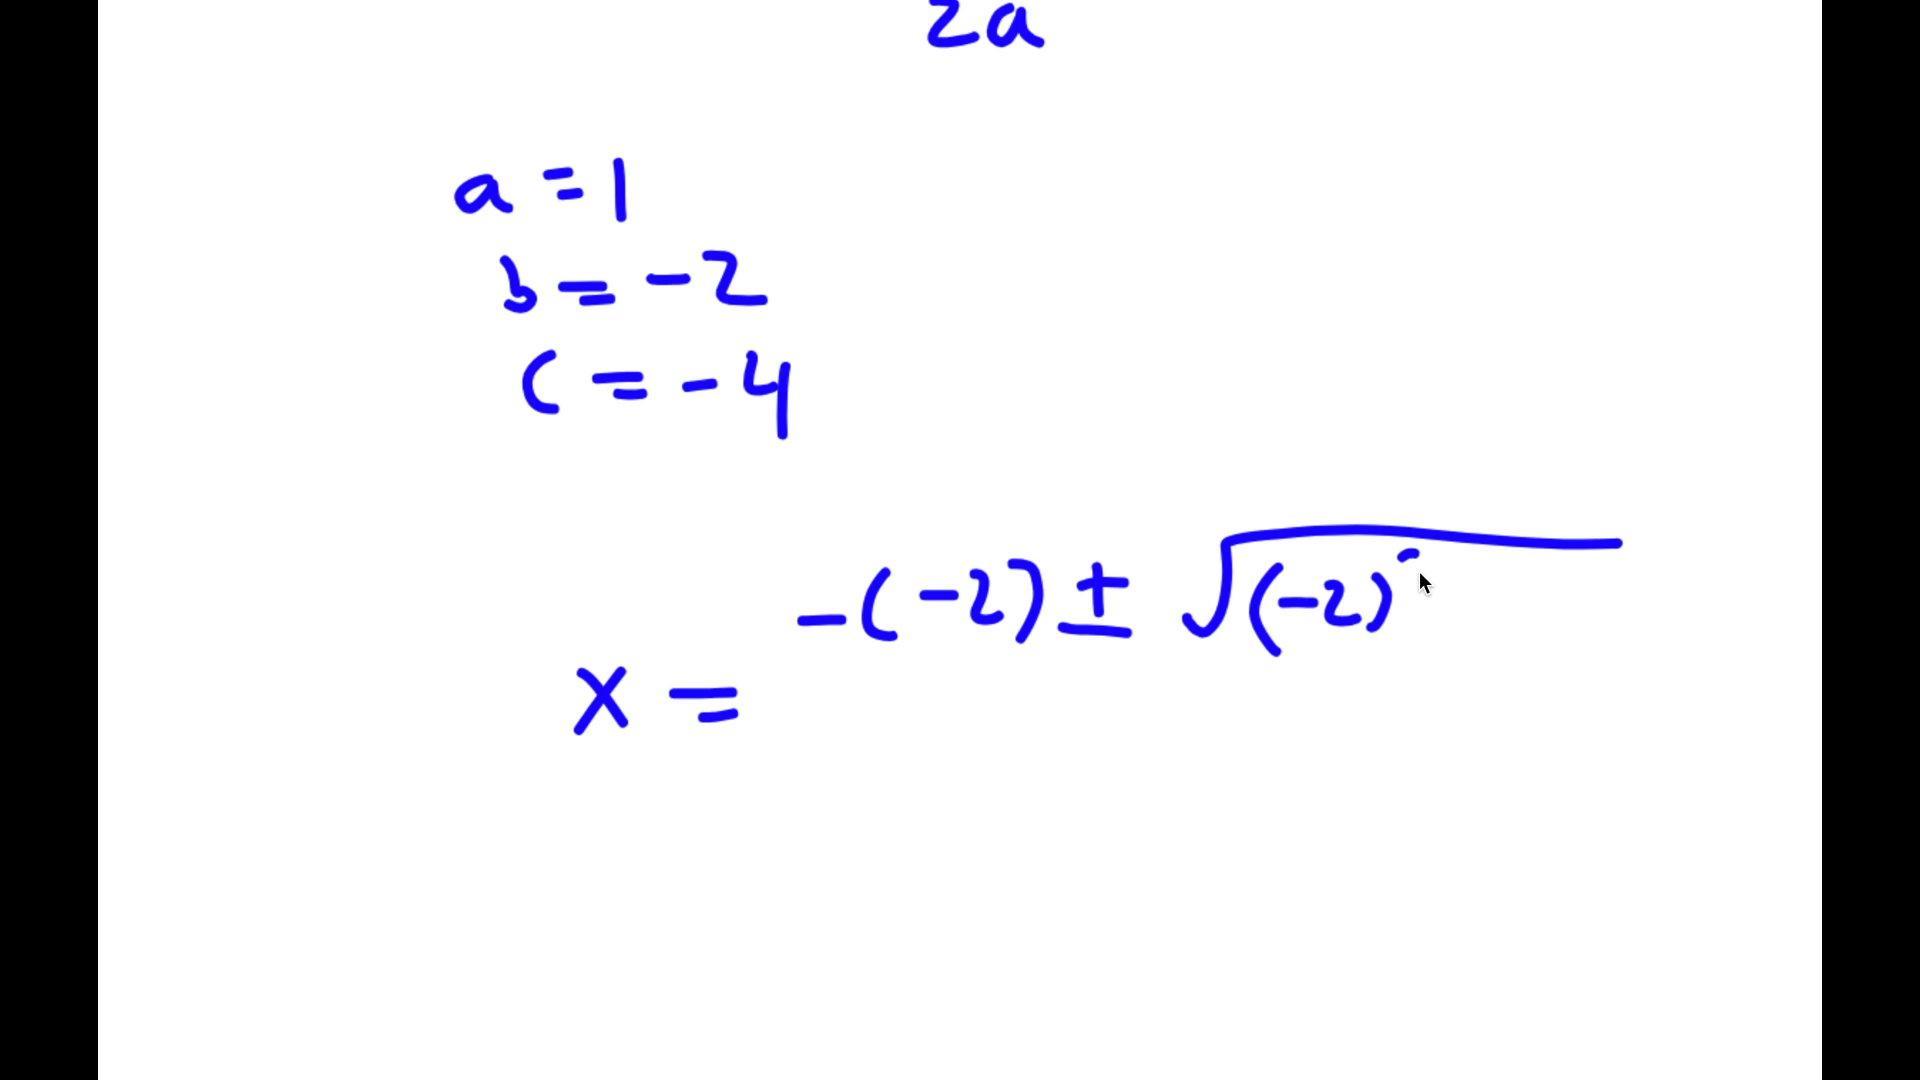 2a
a = 1
b = -2
c = -4
x = -(-2) ± √(-2)